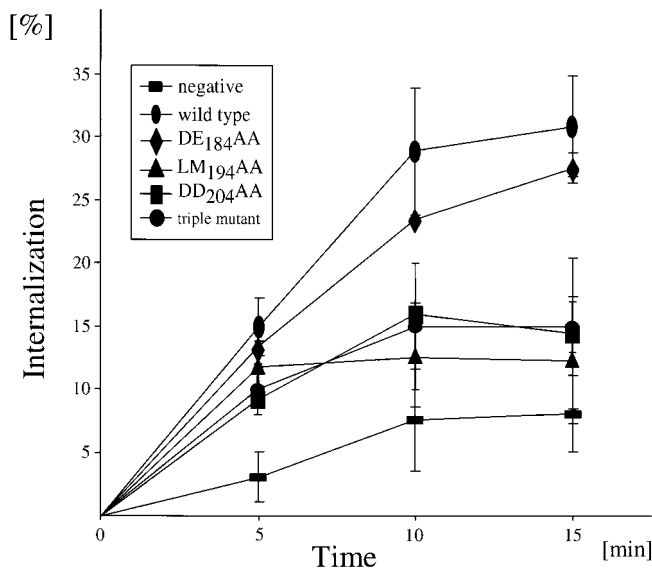 [%]
Internalization
35
30
25
20
15
10
5
negative
wild type
DE184AA
LM194AA
DD204AA
triple mutant
0
5
10
15
Time
[min]